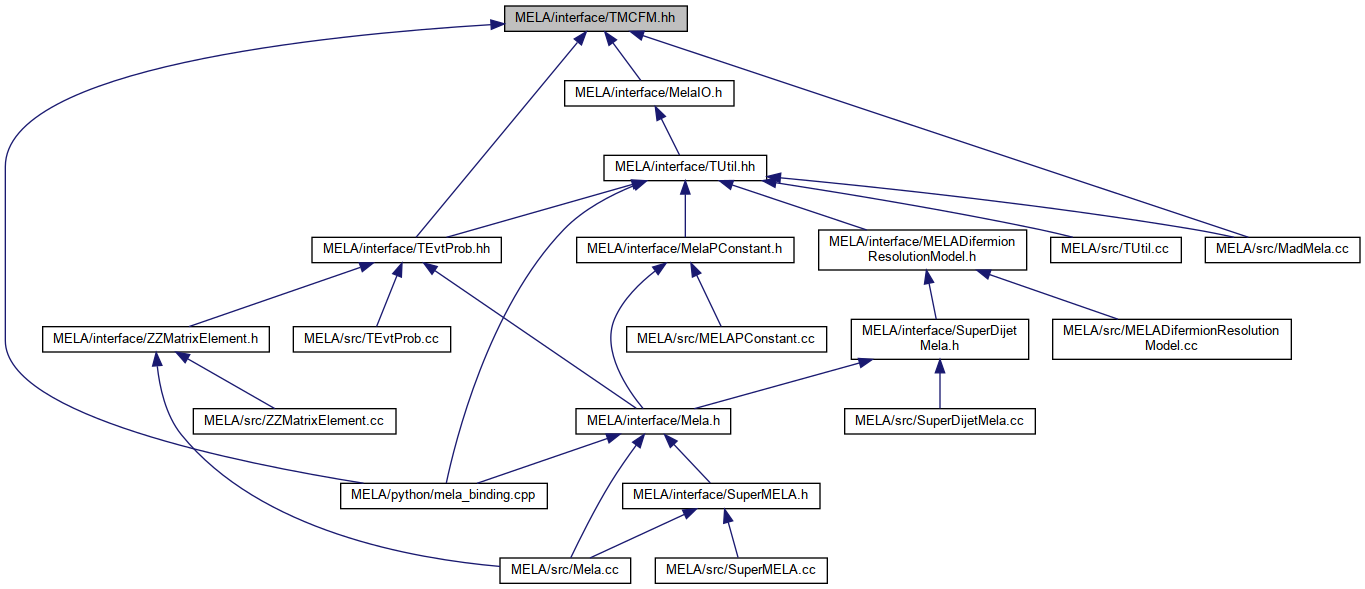 MELA/interface/TMCFM.hh
MELA/interface/MelaIO.h
MELA/interface/TUtil.hh
MELA/interface/TEvtProb.hh
MELA/interface/MelaPConstant.h
MELA/interface/MELADifermion
ResolutionModel.h
MELA/src/TUtil.cc
MELA/src/MadMela.cc
MELA/interface/ZZMatrixElement.h
MELA/src/TEvtProb.cc
MELA/src/MELAPConstant.cc
MELA/interface/SuperDijet
Mela.h
MELA/src/MELADifermionResolution
Model.cc
MELA/src/ZZMatrixElement.cc
MELA/interface/Mela.h
MELA/src/SuperDijetMela.cc
MELA/python/mela_binding.cpp
MELA/interface/SuperMELA.h
MELA/src/Mela.cc
MELA/src/SuperMELA.cc